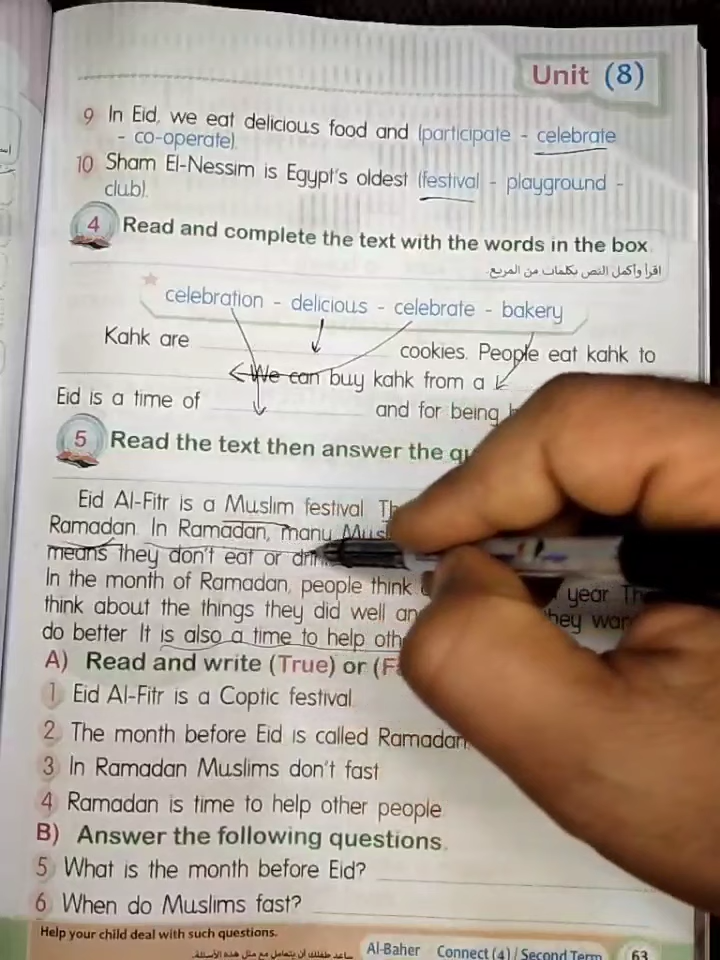 Unit (8)
9 In Eid, we eat delicious food and (participate - celebrate
- co-operate).
10 Sham El-Nessim is Egypt's oldest (festival - playground -
club).
4 Read and complete the text with the words in the box.
اقرأ وأكمل النص بكلمات من المربع.
celebration - delicious - celebrate - bakery
Kahk are cookies. People eat kahk to
We can buy kahk from a
Eid is a time of and for being
5 Read the text then answer the
Eid Al-Fitr is a Muslim festival.
Ramadan. In Ramadan, many
means they don't eat or
In the month of Ramadan, people think year.
think about the things they did well
do better. It is also a time to help
A) Read and write (True) or
1 Eid Al-Fitr is a Coptic festival.
2 The month before Eid is called Ramadan
3 In Ramadan Muslims don't fast
4 Ramadan is time to help other people.
B) Answer the following questions.
5 What is the month before Eid?
6 When do Muslims fast?
Help your child deal with such questions.
ساعد طفلك أن يتعامل مع مثل هذه الأسئلة.
Al-Baher Connect (4) / Second Term 63